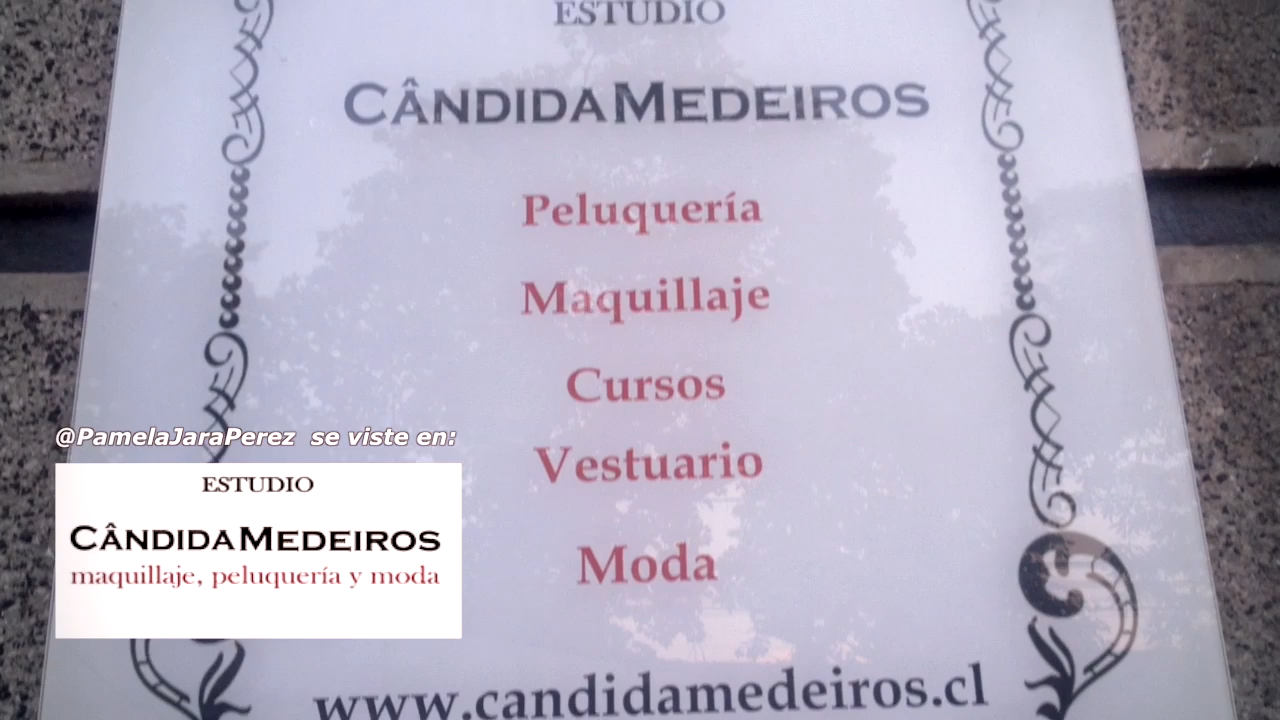 ESTUDIO
CÂNDIDAMEDEIROS
Peluquería
Maquillaje
Cursos
Vestuario
Moda
www.candidamedeiros.cl
@PamelaJaraPerez se viste en:
ESTUDIO
CÂNDIDAMEDEIROS
maquillaje, peluquería y moda